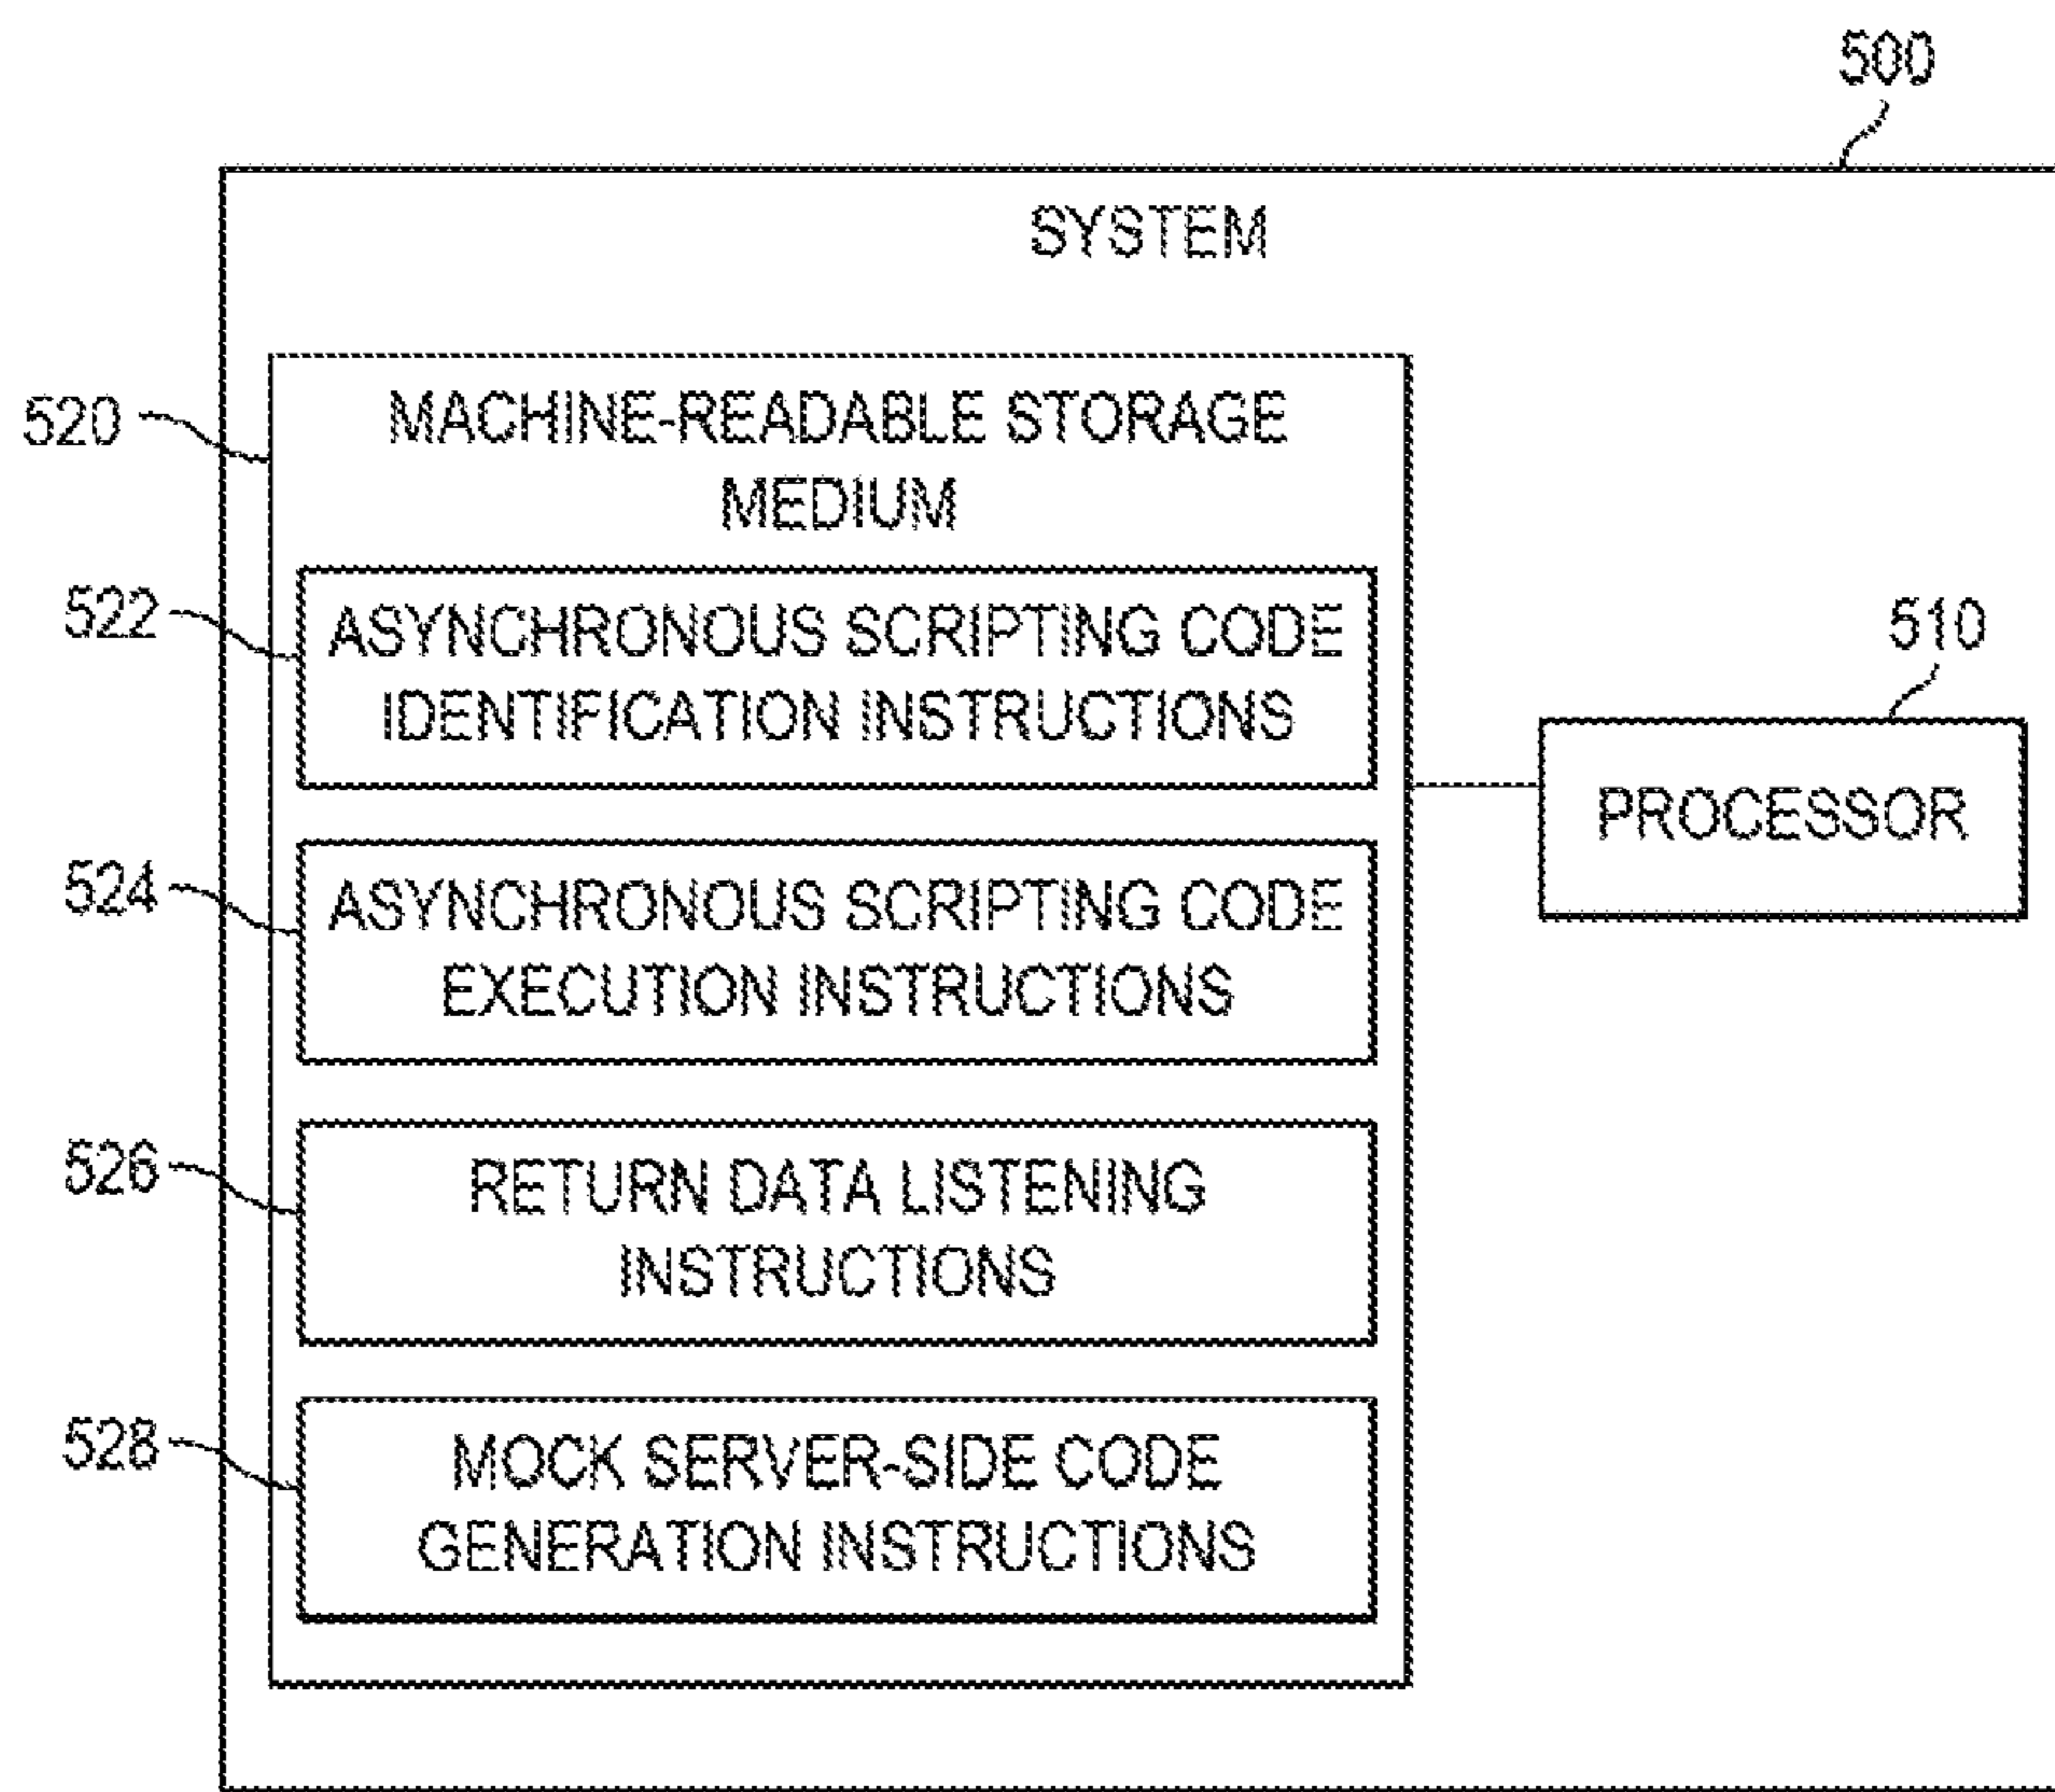 500
SYSTEM
520
MACHINE-READABLE STORAGE
MEDIUM
522
ASYNCHRONOUS SCRIPTING CODE
IDENTIFICATION INSTRUCTIONS
510
PROCESSOR
524
ASYNCHRONOUS SCRIPTING CODE
EXECUTION INSTRUCTIONS
526
RETURN DATA LISTENING
INSTRUCTIONS
528
MOCK SERVER-SIDE CODE
GENERATION INSTRUCTIONS